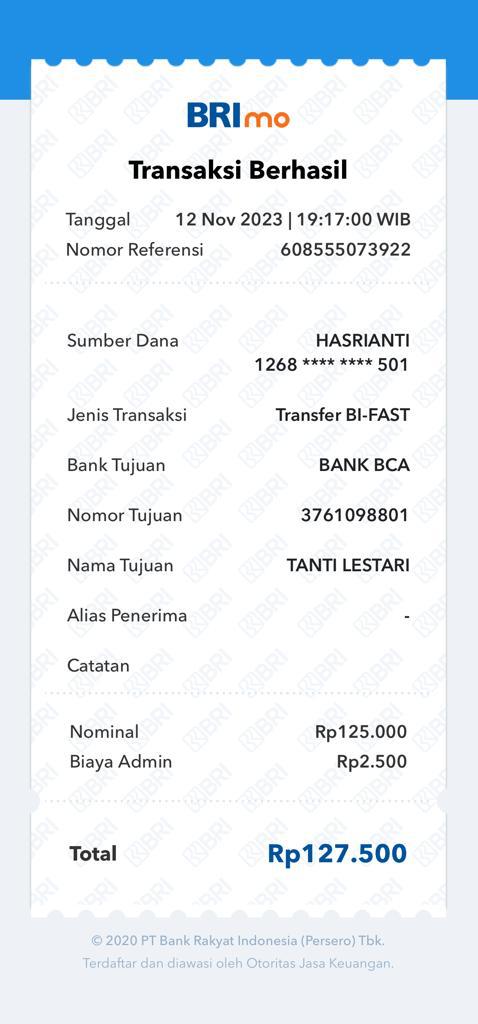 BRImo
Transaksi Berhasil
Tanggal 12 Nov 2023 | 19:17:00 WIB
Nomor Referensi 608555073922
Sumber Dana HASRIANTI
1268 **** **** 501
Jenis Transaksi Transfer BI-FAST
Bank Tujuan BANK BCA
Nomor Tujuan 3761098801
Nama Tujuan TANTI LESTARI
Alias Penerima -
Catatan
Nominal Rp125.000
Biaya Admin Rp2.500
Total Rp127.500
© 2020 PT Bank Rakyat Indonesia (Persero) Tbk.
Terdaftar dan diawasi oleh Otoritas Jasa Keuangan.